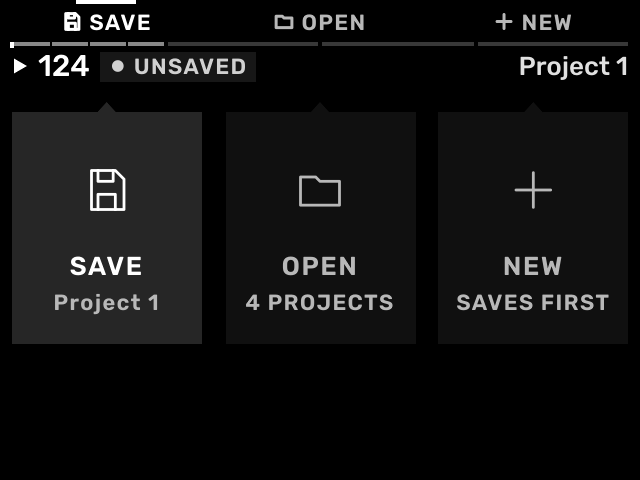 SAVE
OPEN
NEW
124
UNSAVED
Project 1
SAVE
Project 1
OPEN
4 PROJECTS
NEW
SAVES FIRST